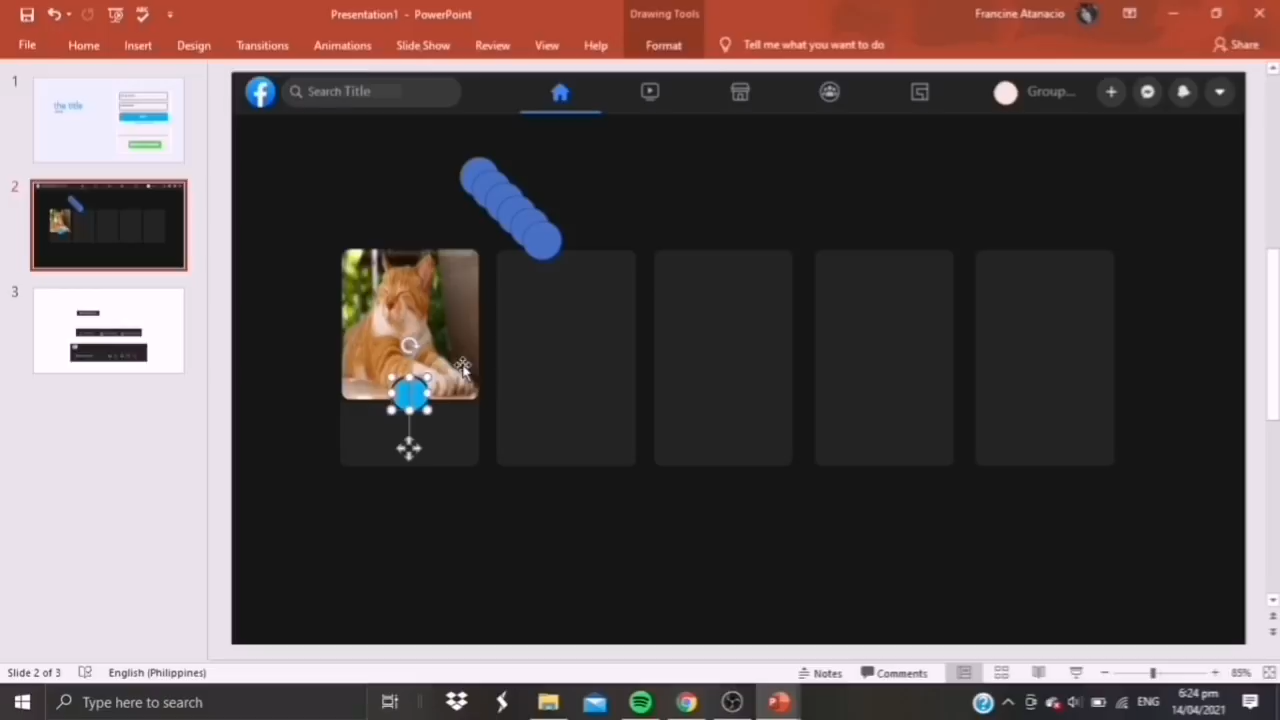 Presentation1 - PowerPoint
Drawing Tools
Francine Atanacio
File
Home
Insert
Design
Transitions
Animations
Slide Show
Review
View
Help
Format
Tell me what you want to do
Share
1
the title
2
3
Search Title
Group...
Slide 2 of 3
English (Philippines)
Notes
Comments
85%
Type here to search
ENG
6:24 pm
14/04/2021